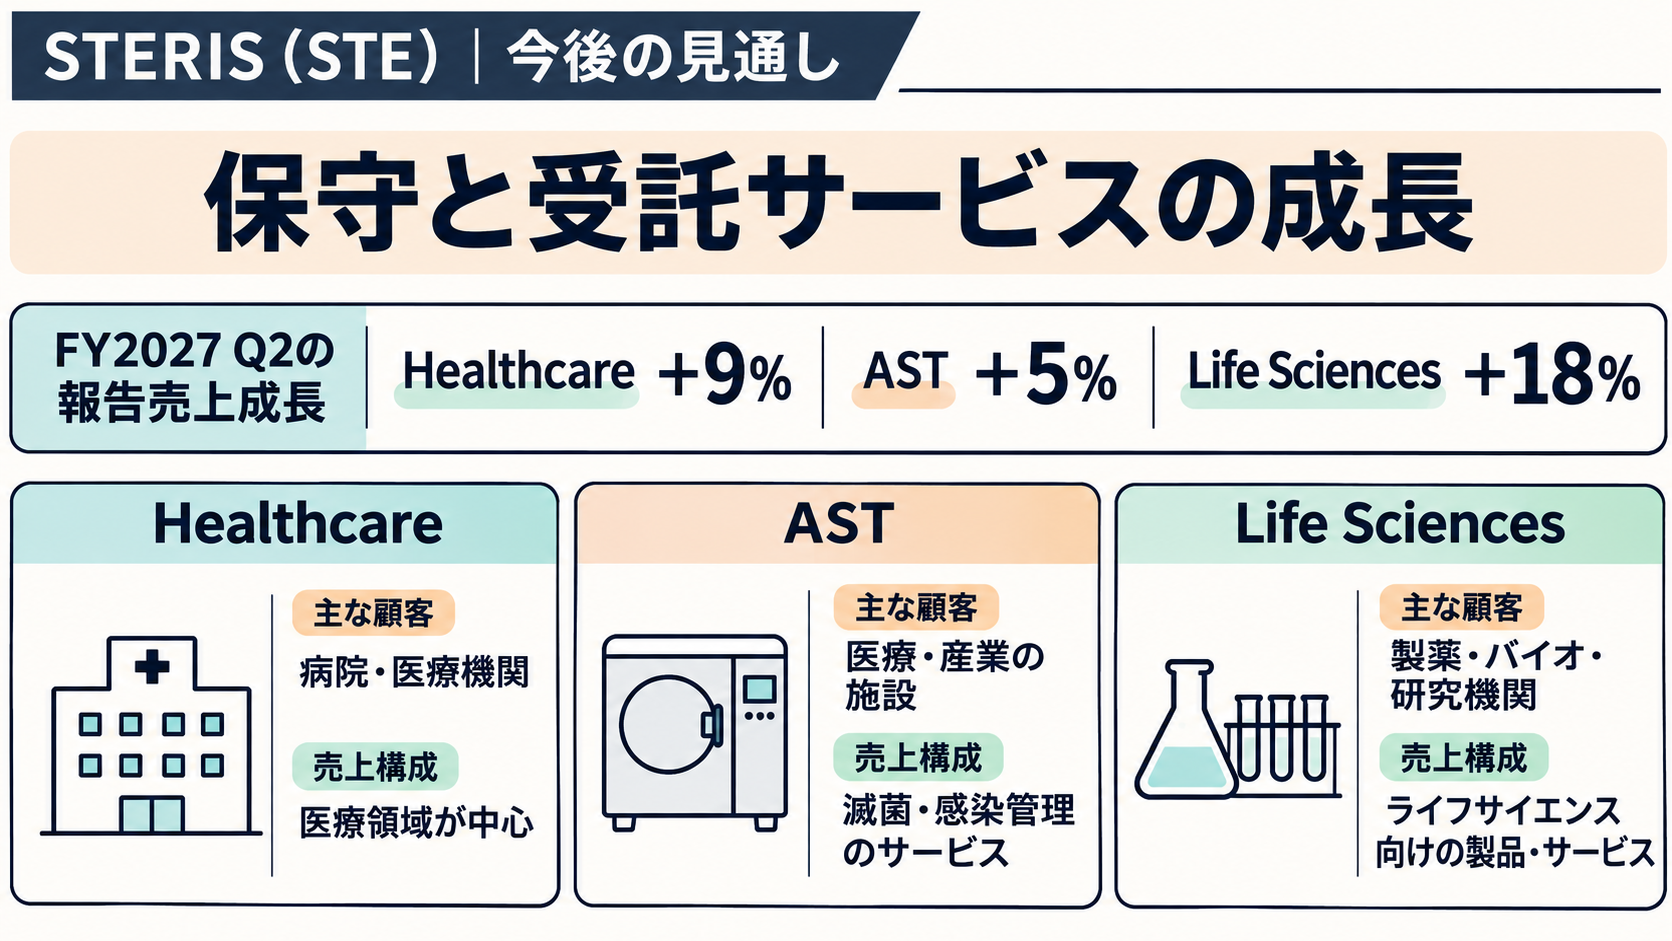 STERIS（STE）｜今後の見通し
保守と受託サービスの成長
FY2027 Q2の
報告売上成長
Healthcare +9%
AST +5%
Life Sciences +18%
Healthcare
主な顧客
病院・医療機関
売上構成
医療領域が中心
AST
主な顧客
医療・産業の
施設
売上構成
滅菌・感染管理
のサービス
Life Sciences
主な顧客
製薬・バイオ・
研究機関
売上構成
ライフサイエンス
向けの製品・サービス